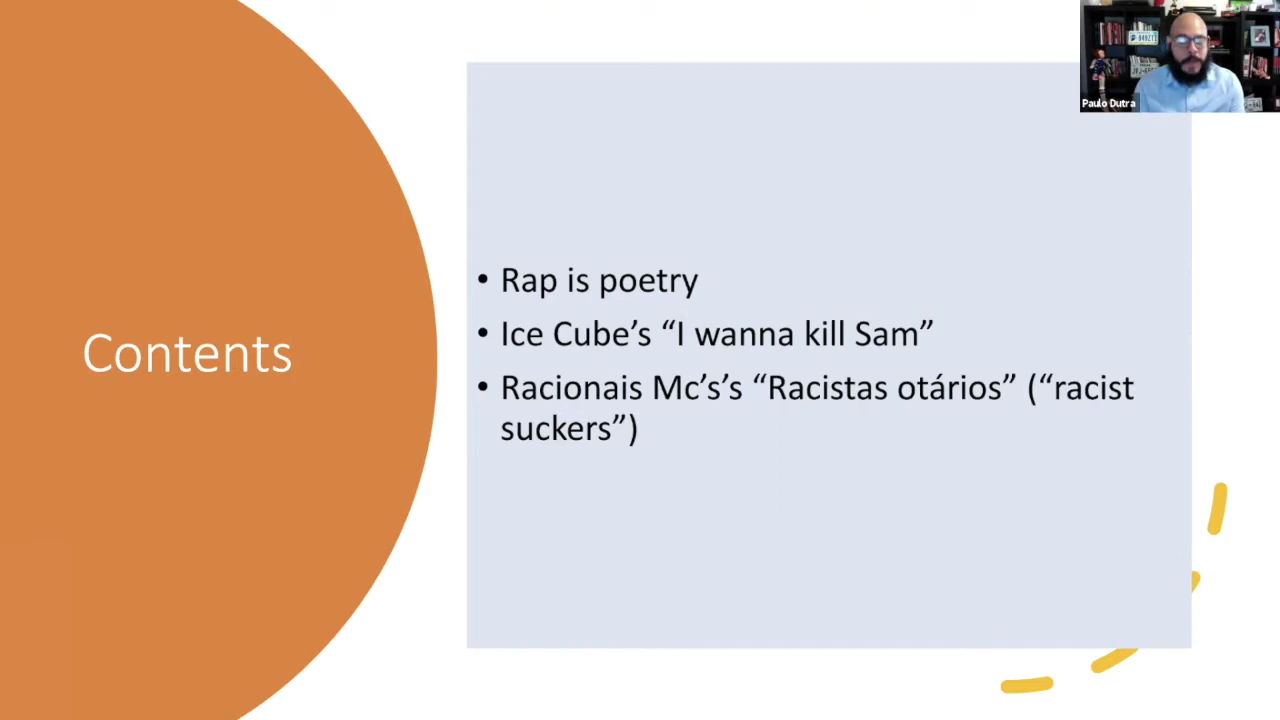 Paulo Dutra
Contents
• Rap is poetry
• Ice Cube’s “I wanna kill Sam”
• Racionais Mc’s’s “Racistas otários” (“racist
suckers”)